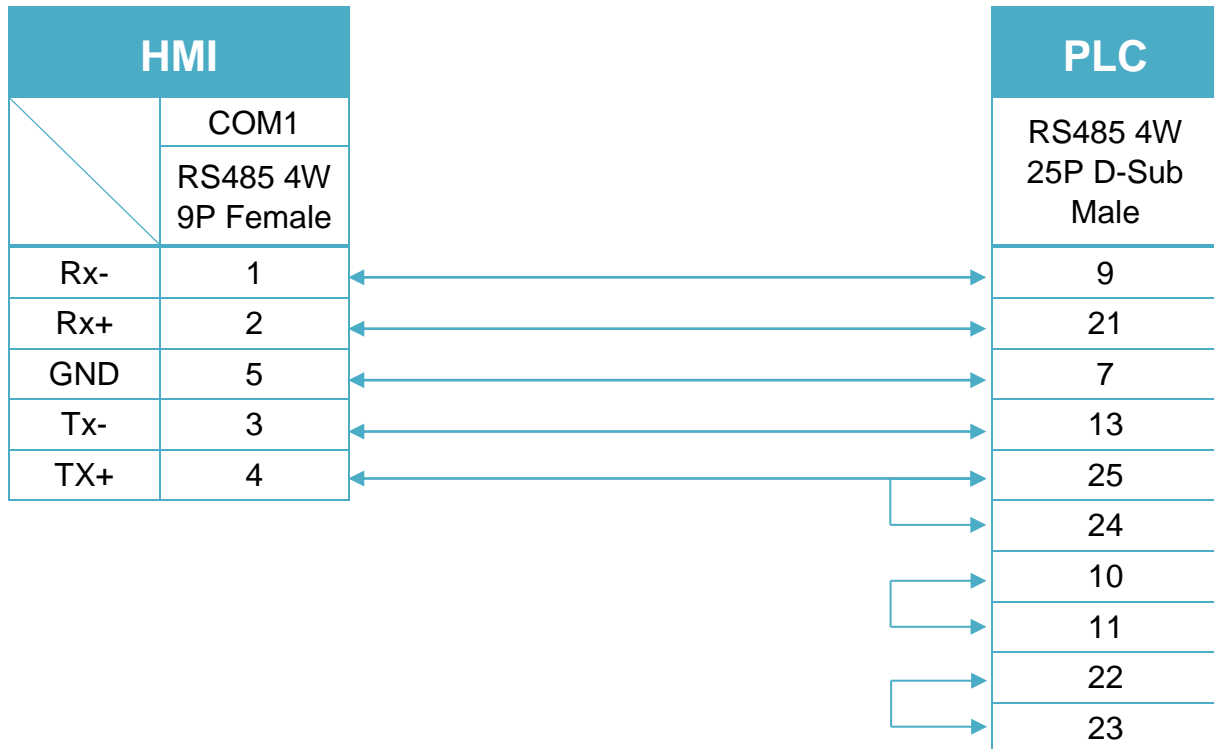 HMI PLC
COM1
RS485 4W
9P Female
RS485 4W
25P D-Sub
Male
Rx- 1 9
Rx+ 2 21
GND 5 7
Tx- 3 13
TX+ 4 25
24
10
11
22
23